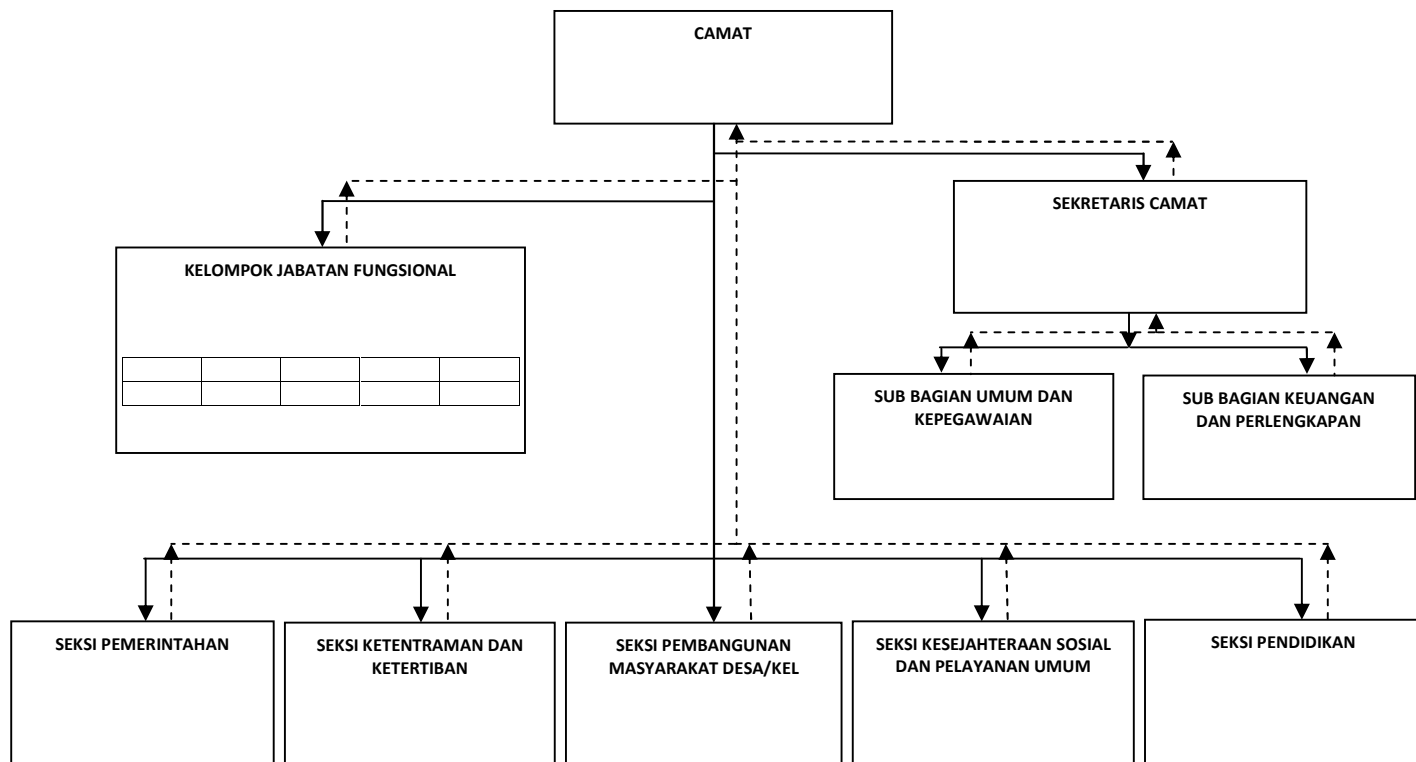 CAMAT
SEKRETARIS CAMAT
KELOMPOK JABATAN FUNGSIONAL
SUB BAGIAN UMUM DAN
KEPEGAWAIAN
SUB BAGIAN KEUANGAN
DAN PERLENGKAPAN
SEKSI PEMERINTAHAN
SEKSI KETENTRAMAN DAN
KETERTIBAN
SEKSI PEMBANGUNAN
MASYARAKAT DESA/KEL
SEKSI KESEJAHTERAAN SOSIAL
DAN PELAYANAN UMUM
SEKSI PENDIDIKAN